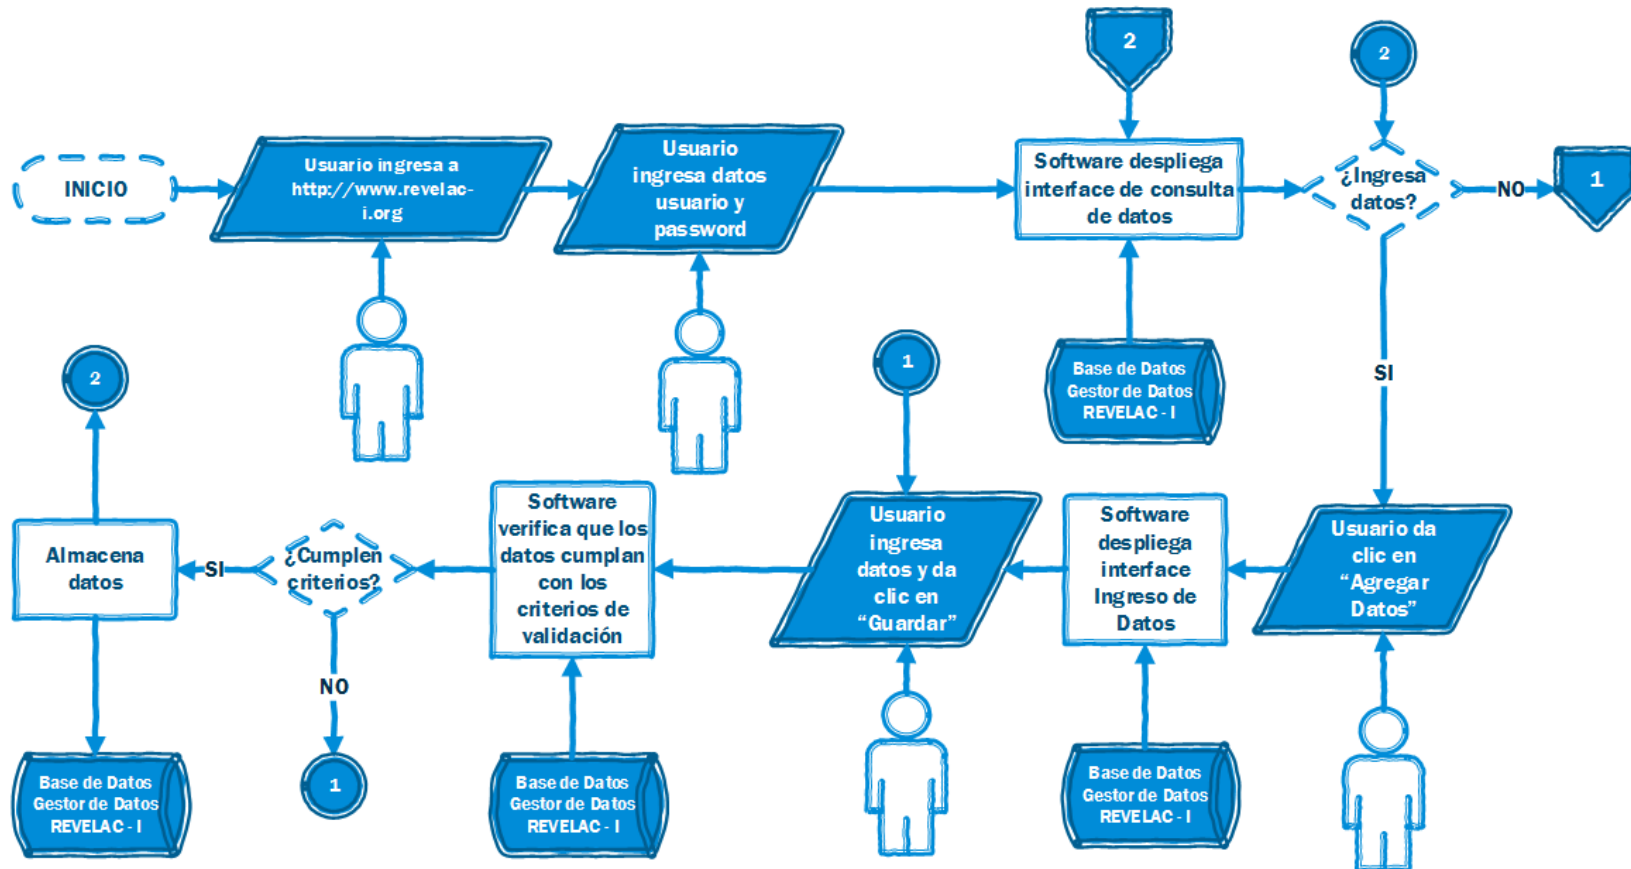 2
2
INICIO
Usuario ingresa a
http://www.revelac-
i.org
Usuario
ingresa datos
usuario y
password
Software despliega
interface de consulta
de datos
¿Ingresa
datos?
NO
1
SI
Base de Datos
Gestor de Datos
REVELAC - I
1
2
Usuario da
clic en
“Agregar
Datos”
Software
despliega
interface
Ingreso de
Datos
Usuario
ingresa
datos y da
clic en
“Guardar”
Software
verifica que los
datos cumplan
con los
criterios de
validación
¿Cumplen
criterios?
SI
Almacena
datos
NO
1
Base de Datos
Gestor de Datos
REVELAC - I
Base de Datos
Gestor de Datos
REVELAC - I
Base de Datos
Gestor de Datos
REVELAC - I